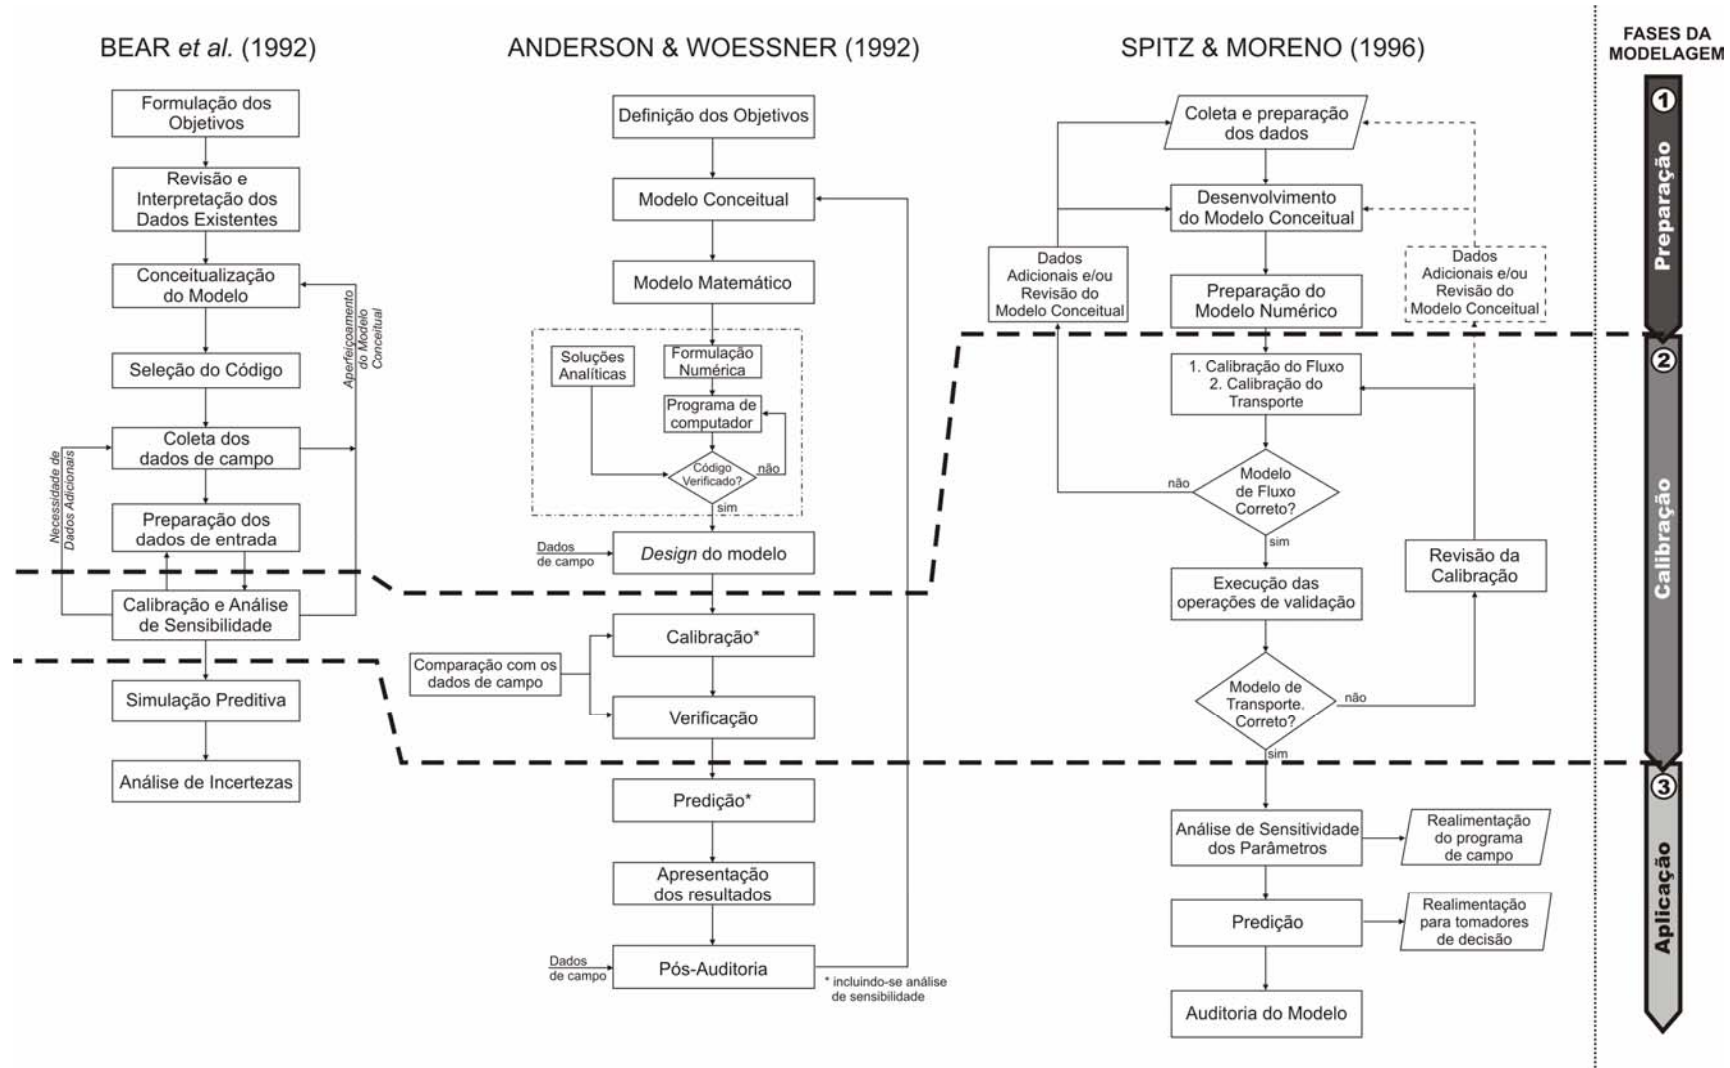 BEAR et al. (1992)
Formulação dos
Objetivos
Revisão e
Interpretação dos
Dados Existentes
Conceitualização
do Modelo
Seleção do Código
Coleta dos
dados de campo
Preparação dos
dados de entrada
Calibração e Análise
de Sensibilidade
Simulação Preditiva
Análise de Incertezas
Necessidade de
Dados Adicionais
Aperfeiçoamento
do Modelo
Conceitual
ANDERSON & WOESSNER (1992)
Definição dos Objetivos
Modelo Conceitual
Modelo Matemático
Soluções
Analíticas
Formulação
Numérica
Programa de
computador
Código
Verificado?
não
sim
Dados
de campo
Design do modelo
Calibração*
Comparação com os
dados de campo
Verificação
Predição*
Apresentação
dos resultados
Dados
de campo
Pós-Auditoria
* incluindo-se análise
de sensibilidade
SPITZ & MORENO (1996)
Coleta e preparação
dos dados
Desenvolvimento
do Modelo Conceitual
Dados
Adicionais e/ou
Revisão do
Modelo Conceitual
Preparação do
Modelo Numérico
Dados
Adicionais e/ou
Revisão do
Modelo Conceitual
1. Calibração do Fluxo
2. Calibração do
Transporte
Modelo
de Fluxo
Correto?
não
sim
Execução das
operações de validação
Revisão da
Calibração
Modelo de
Transporte.
Correto?
não
sim
Análise de Sensitividade
dos Parâmetros
Realimentação
do programa
de campo
Predição
Realimentação
para tomadores
de decisão
Auditoria do Modelo
FASES DA
MODELAGEM
1
Preparação
2
Calibração
3
Aplicação